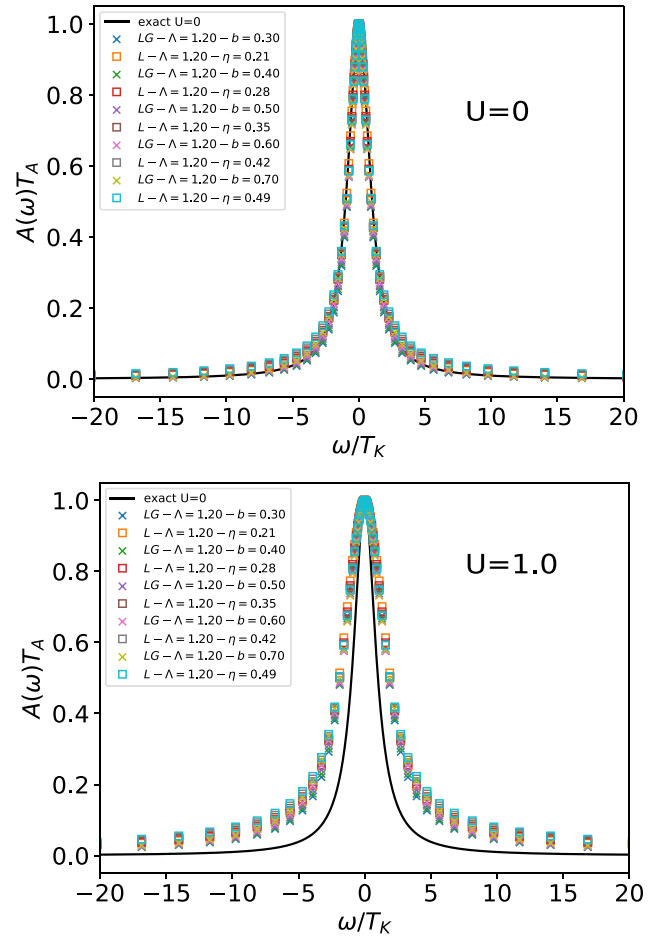 1.0
0.8
0.6
0.4
0.2
0.0
A(ω)T_A
exact U=0
LG − Λ = 1.20 − b = 0.30
L − Λ = 1.20 − η = 0.21
LG − Λ = 1.20 − b = 0.40
L − Λ = 1.20 − η = 0.28
LG − Λ = 1.20 − b = 0.50
L − Λ = 1.20 − η = 0.35
LG − Λ = 1.20 − b = 0.60
L − Λ = 1.20 − η = 0.42
LG − Λ = 1.20 − b = 0.70
L − Λ = 1.20 − η = 0.49
U=0
−20 −15 −10 −5 0 5 10 15 20
ω/T_K
1.0
0.8
0.6
0.4
0.2
0.0
A(ω)T_A
exact U=0
LG − Λ = 1.20 − b = 0.30
L − Λ = 1.20 − η = 0.21
LG − Λ = 1.20 − b = 0.40
L − Λ = 1.20 − η = 0.28
LG − Λ = 1.20 − b = 0.50
L − Λ = 1.20 − η = 0.35
LG − Λ = 1.20 − b = 0.60
L − Λ = 1.20 − η = 0.42
LG − Λ = 1.20 − b = 0.70
L − Λ = 1.20 − η = 0.49
U=1.0
−20 −15 −10 −5 0 5 10 15 20
ω/T_K